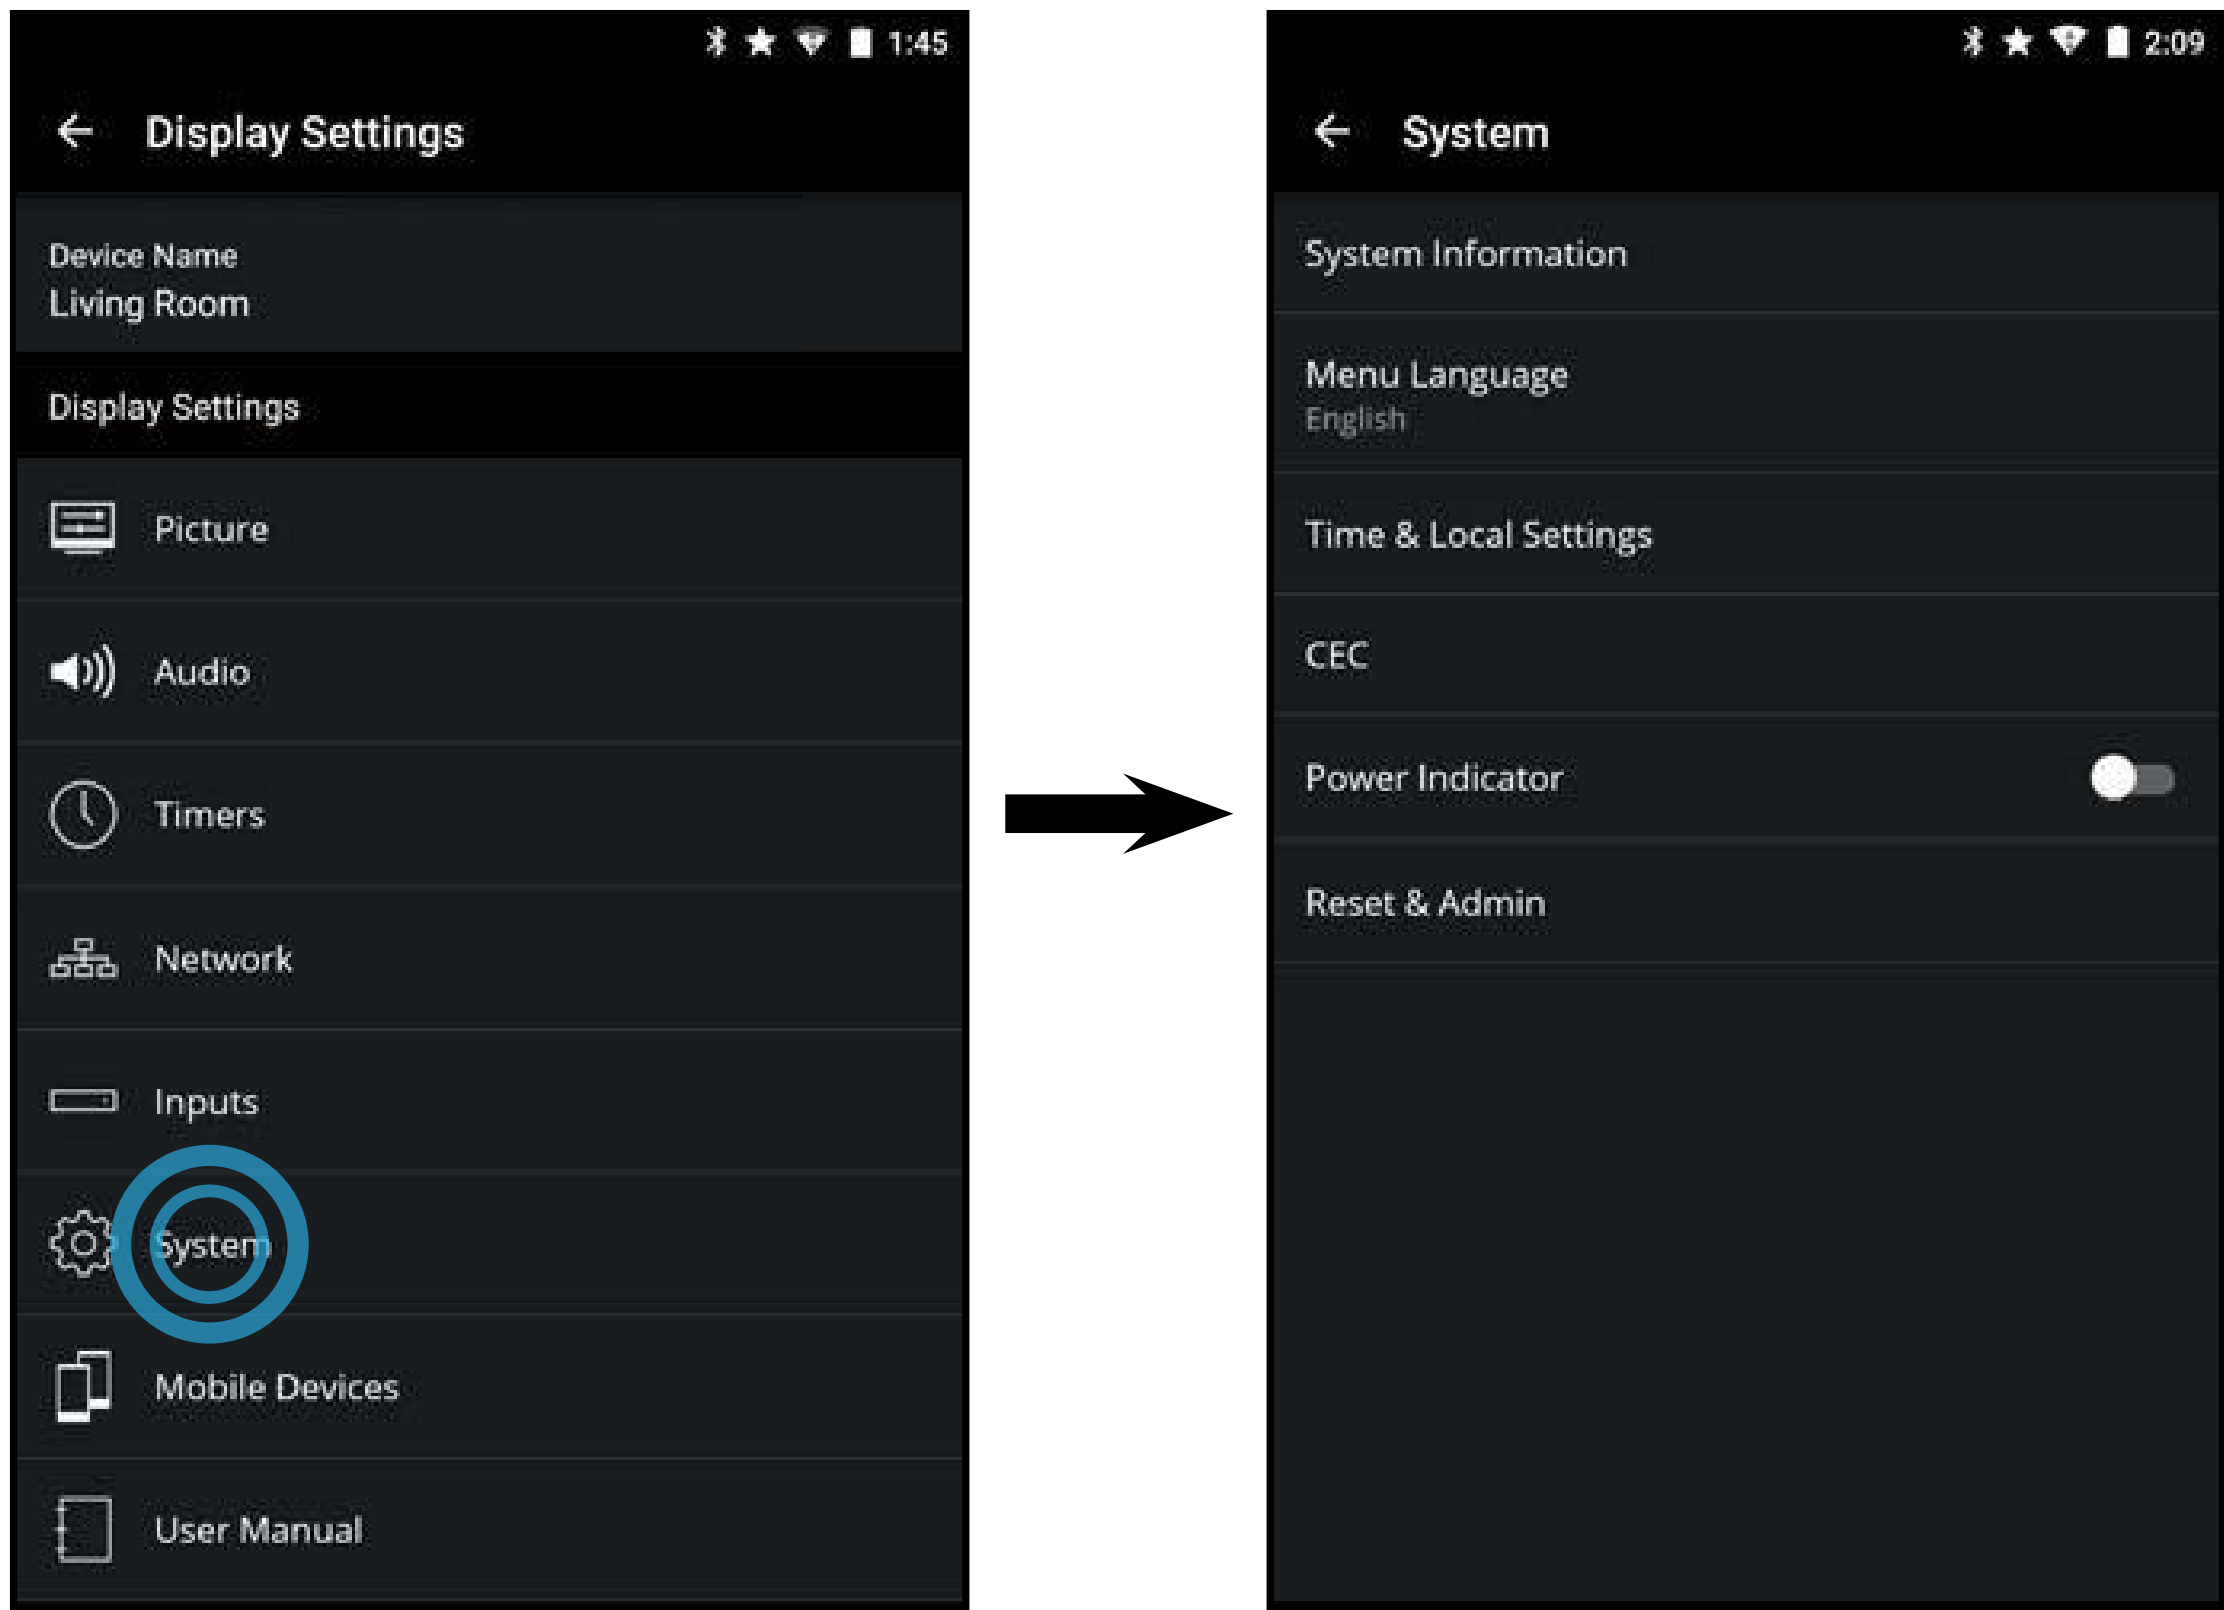 1:45
Display Settings
Device Name
Living Room
Display Settings
Picture
Audio
Timers
Network
Inputs
System
Mobile Devices
User Manual
2:09
System
System Information
Menu Language
English
Time & Local Settings
CEC
Power Indicator
Reset & Admin